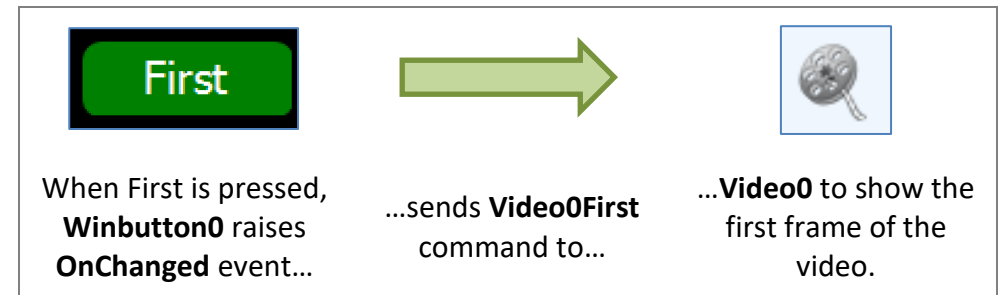 First
When First is pressed,
Winbutton0 raises
OnChanged event…
…sends Video0First
command to…
…Video0 to show the
first frame of the
video.